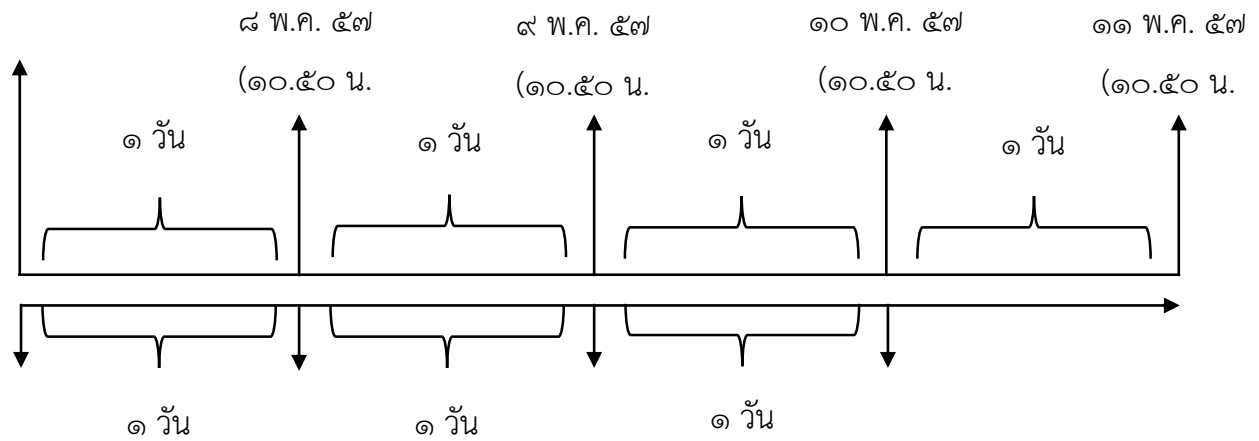 ๘ พ.ค. ๕๗ ๙ พ.ค. ๕๗ ๑๐ พ.ค. ๕๗ ๑๑ พ.ค. ๕๗
(๑๐.๕๐ น. (๑๐.๕๐ น. (๑๐.๕๐ น. (๑๐.๕๐ น.
๑ วัน ๑ วัน ๑ วัน ๑ วัน
๑ วัน ๑ วัน ๑ วัน